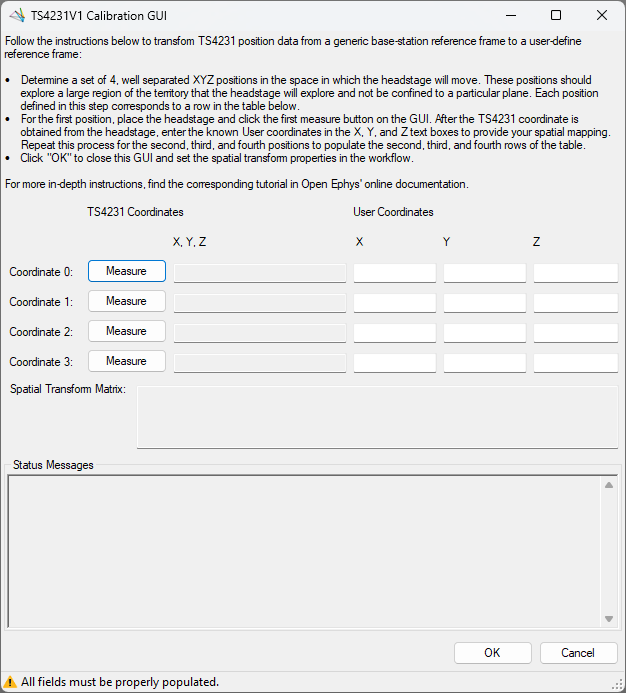 TS4231V1 Calibration GUI
Follow the instructions below to transfom TS4231 position data from a generic base-station reference frame to a user-define
reference frame:
• Detemine a set of 4, well separated XYZ positions in the space in which the headstage will move. These positions should
explore a large region of the territory that the headstage will explore and not be confined to a particular plane. Each position
defined in this step corresponds to a row in the table below.
• For the first position, place the headstage and click the first measure button on the GUI. After the TS4231 coordinate is
obtained from the headstage, enter the known User coordinates in the X, Y, and Z text boxes to provide your spatial mapping.
Repeat this process for the second, third, and fourth positions to populate the second, third, and fourth rows of the table.
• Click "OK" to close this GUI and set the spatial transform properties in the workflow.
For more in-depth instructions, find the corresponding tutorial in Open Ephys' online documentation.
TS4231 Coordinates User Coordinates
X, Y, Z X Y Z
Coordinate 0: Measure
Coordinate 1: Measure
Coordinate 2: Measure
Coordinate 3: Measure
Spatial Transform Matrix:
Status Messages
OK Cancel
All fields must be properly populated.